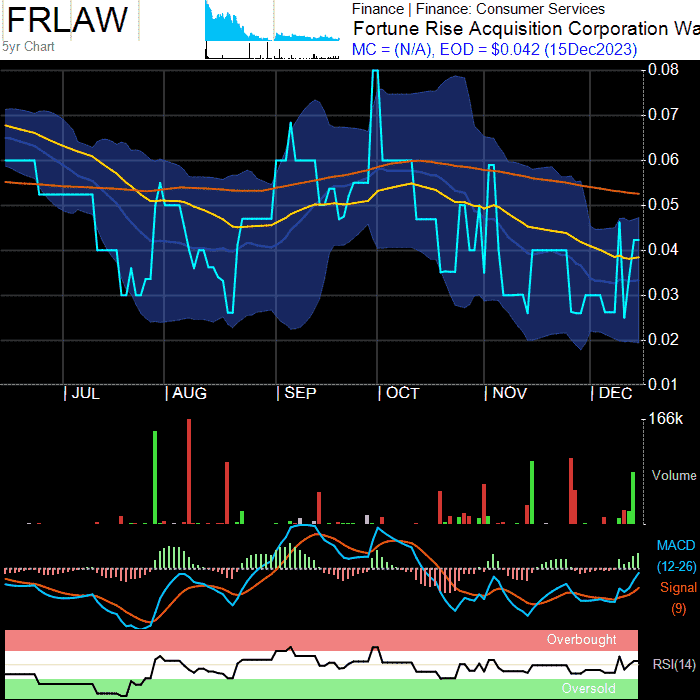 FRLAW
5yr Chart
Finance | Finance: Consumer Services
Fortune Rise Acquisition Corporation Wa
MC = (N/A), EOD = $0.042 (15Dec2023)
0.08
0.07
0.06
0.05
0.04
0.03
0.02
0.01
| JUL | AUG | SEP | OCT | NOV | DEC
166k
Volume
MACD
(12-26)
Signal
(9)
Overbought
RSI(14)
Oversold